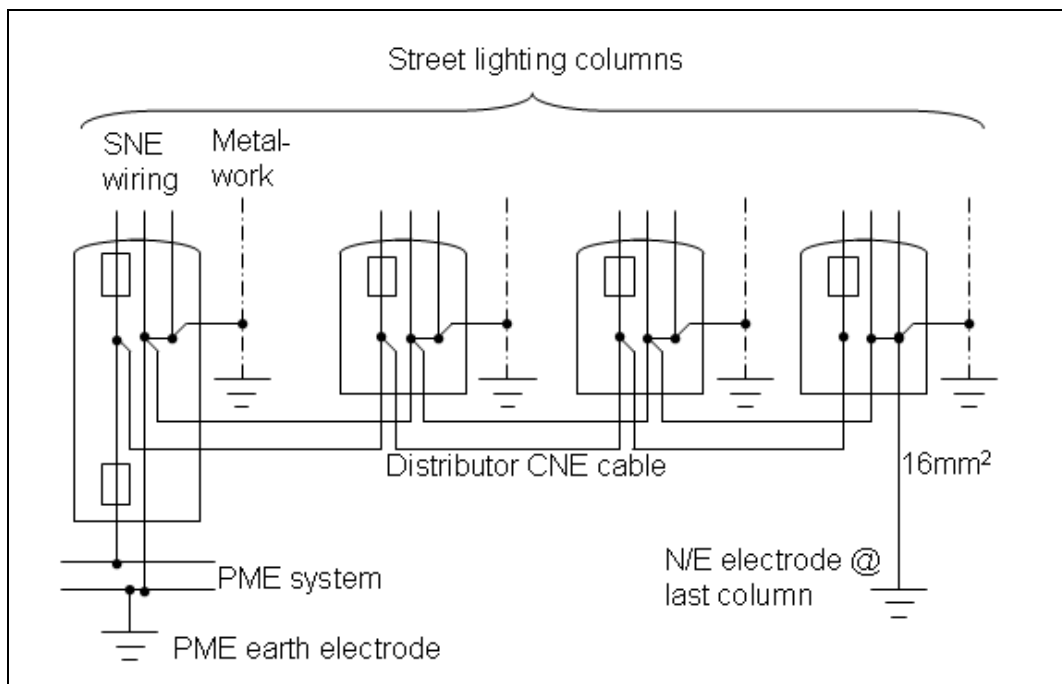 Street lighting columns
SNE
wiring
Metal-
work
Distributor CNE cable
16mm²
PME system
N/E electrode @
last column
PME earth electrode